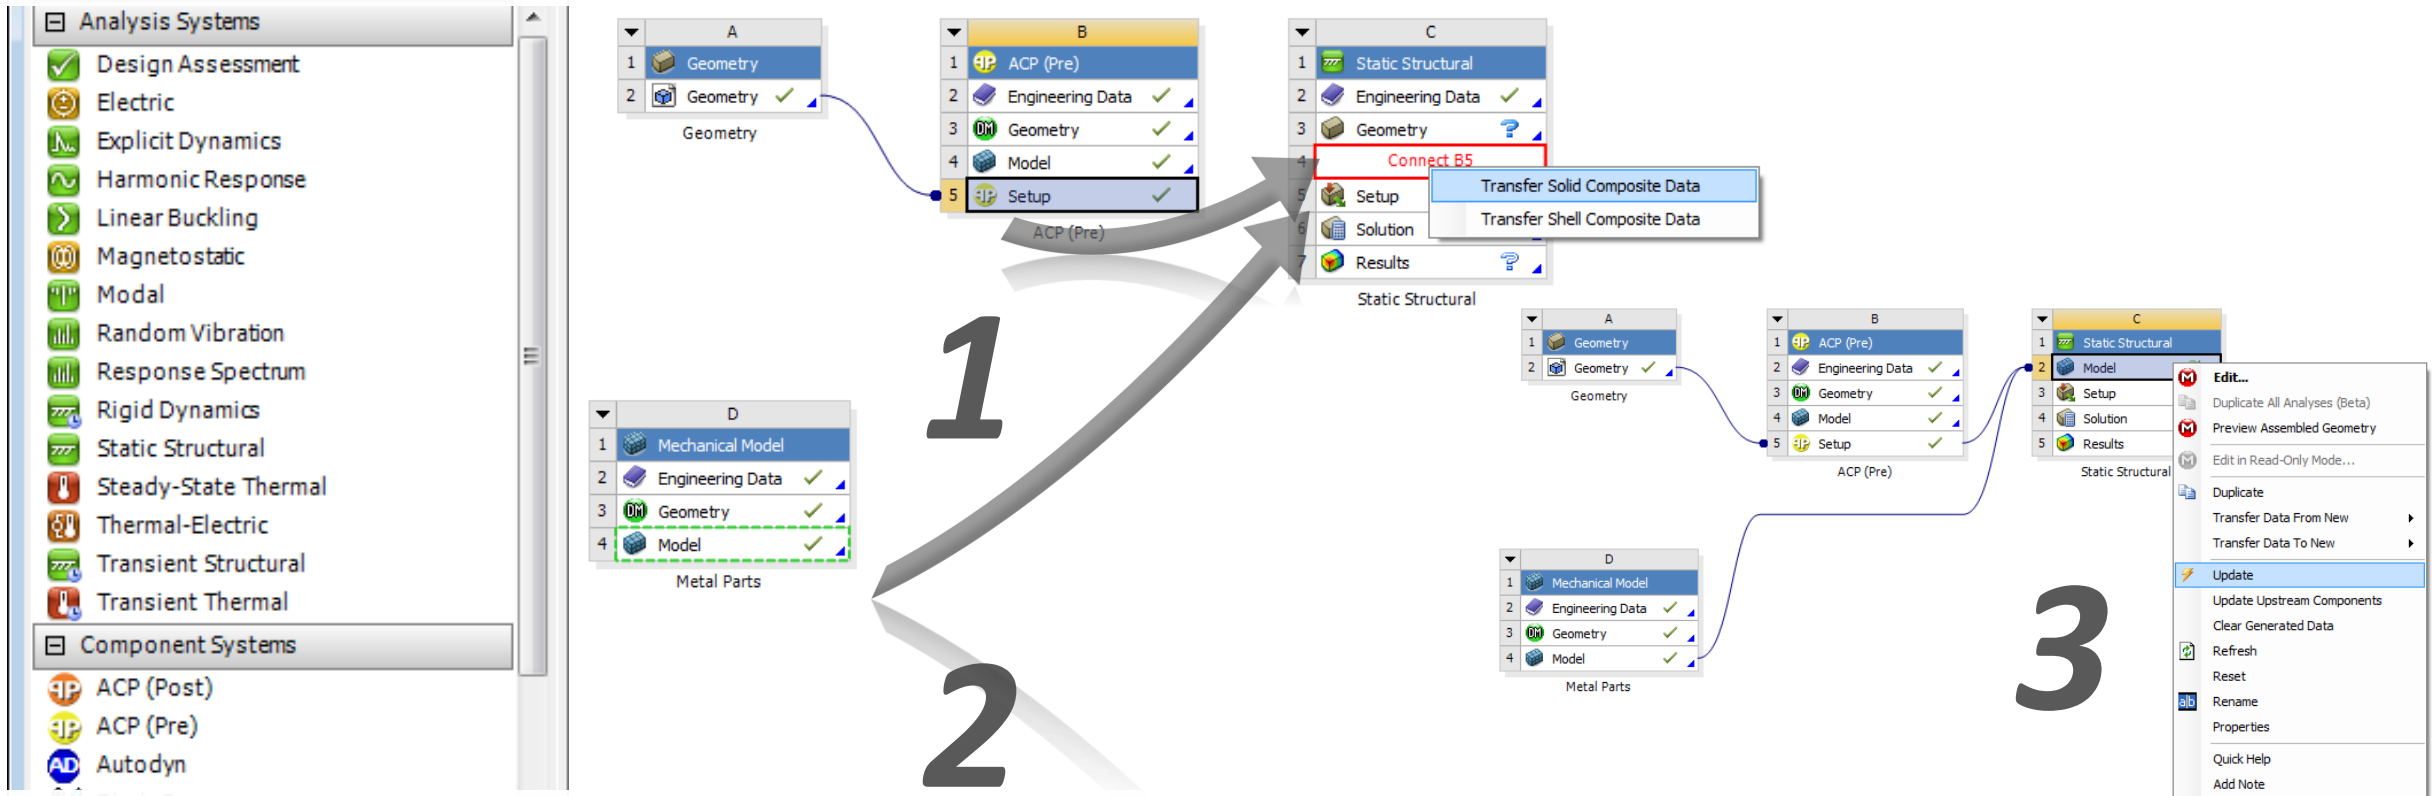 Analysis Systems
Design Assessment
Electric
Explicit Dynamics
Harmonic Response
Linear Buckling
Magnetostatic
Modal
Random Vibration
Response Spectrum
Rigid Dynamics
Static Structural
Steady-State Thermal
Thermal-Electric
Transient Structural
Transient Thermal
Component Systems
ACP (Post)
ACP (Pre)
Autodyn
A
1 Geometry
2 Geometry
Geometry
B
1 ACP (Pre)
2 Engineering Data
3 Geometry
4 Model
5 Setup
ACP (Pre)
C
1 Static Structural
2 Engineering Data
3 Geometry ?
4 Connect B5
5 Setup
6 Solution
7 Results ?
Static Structural
Transfer Solid Composite Data
Transfer Shell Composite Data
1
D
1 Mechanical Model
2 Engineering Data
3 Geometry
4 Model
Metal Parts
2
A
1 Geometry
2 Geometry
Geometry
B
1 ACP (Pre)
2 Engineering Data
3 Geometry
4 Model
5 Setup
ACP (Pre)
C
1 Static Structural
2 Model
3 Setup
4 Solution
5 Results
Static Structural
D
1 Mechanical Model
2 Engineering Data
3 Geometry
4 Model
Metal Parts
3
Edit...
Duplicate All Analyses (Beta)
Preview Assembled Geometry
Edit in Read-Only Mode...
Duplicate
Transfer Data From New
Transfer Data To New
Update
Update Upstream Components
Clear Generated Data
Refresh
Reset
Rename
Properties
Quick Help
Add Note